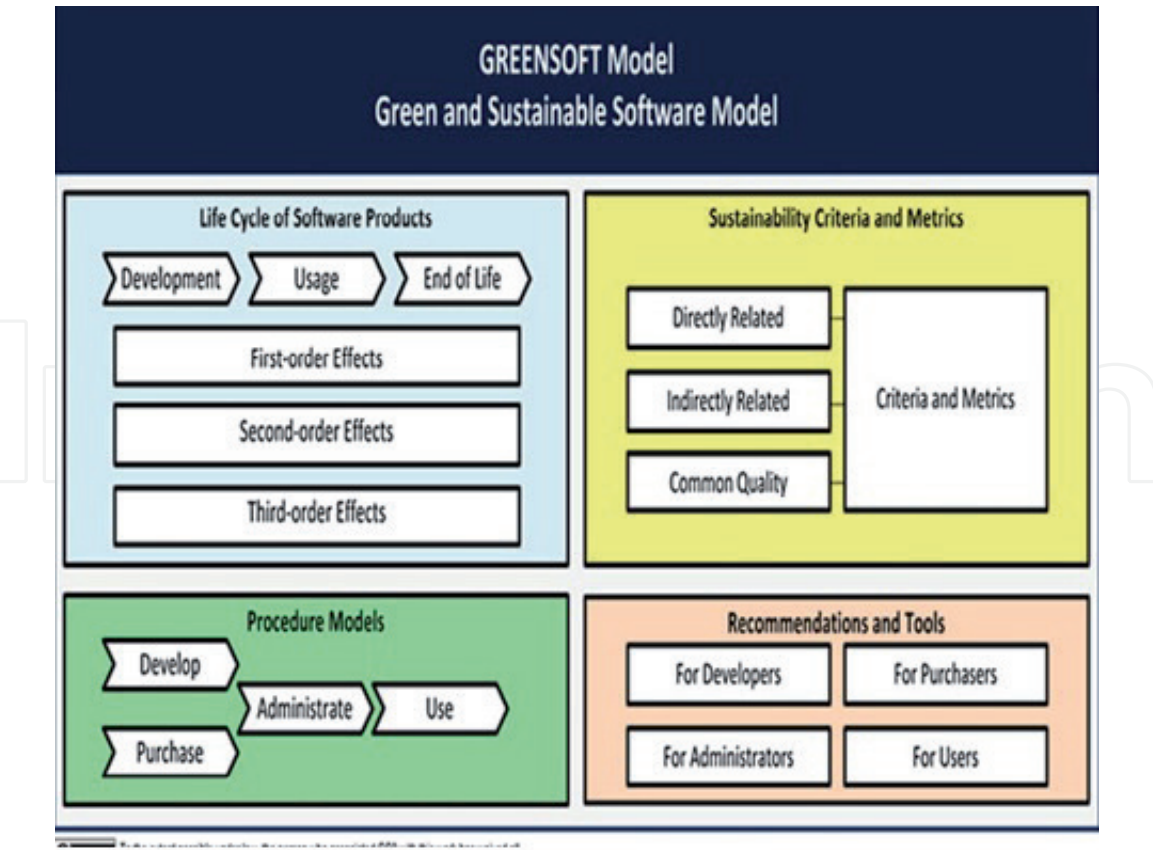 GREENSOFT Model
Green and Sustainable Software Model
Life Cycle of Software Products
Development
Usage
End of Life
First-order Effects
Second-order Effects
Third-order Effects
Sustainability Criteria and Metrics
Directly Related
Indirectly Related
Common Quality
Criteria and Metrics
Procedure Models
Develop
Purchase
Administrate
Use
Recommendations and Tools
For Developers
For Purchasers
For Administrators
For Users